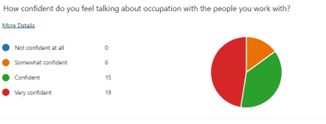 How confident do you feel talking about occupation with the people you work with?
More Details
Not confident at all 0
Somewhat confident 6
Confident 15
Very confident 19